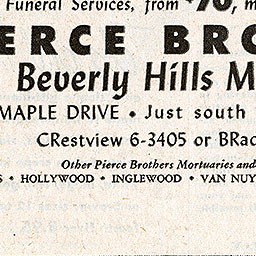 Funeral Services, from
ERCE BRO
Beverly Hills M
MAPLE DRIVE • Just south
CRestview 6-3405 or BRad
Other Pierce Brothers Mortuaries and
S • HOLLYWOOD • INGLEWOOD • VAN NUY